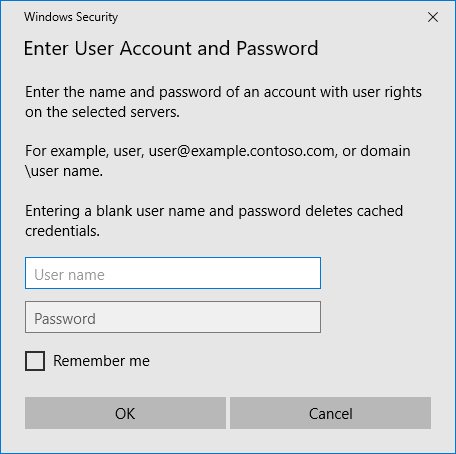 Windows Security
Enter User Account and Password
Enter the name and password of an account with user rights
on the selected servers.
For example, user, user@example.contoso.com, or domain
\user name.
Entering a blank user name and password deletes cached
credentials.
User name
Password
Remember me
OK
Cancel